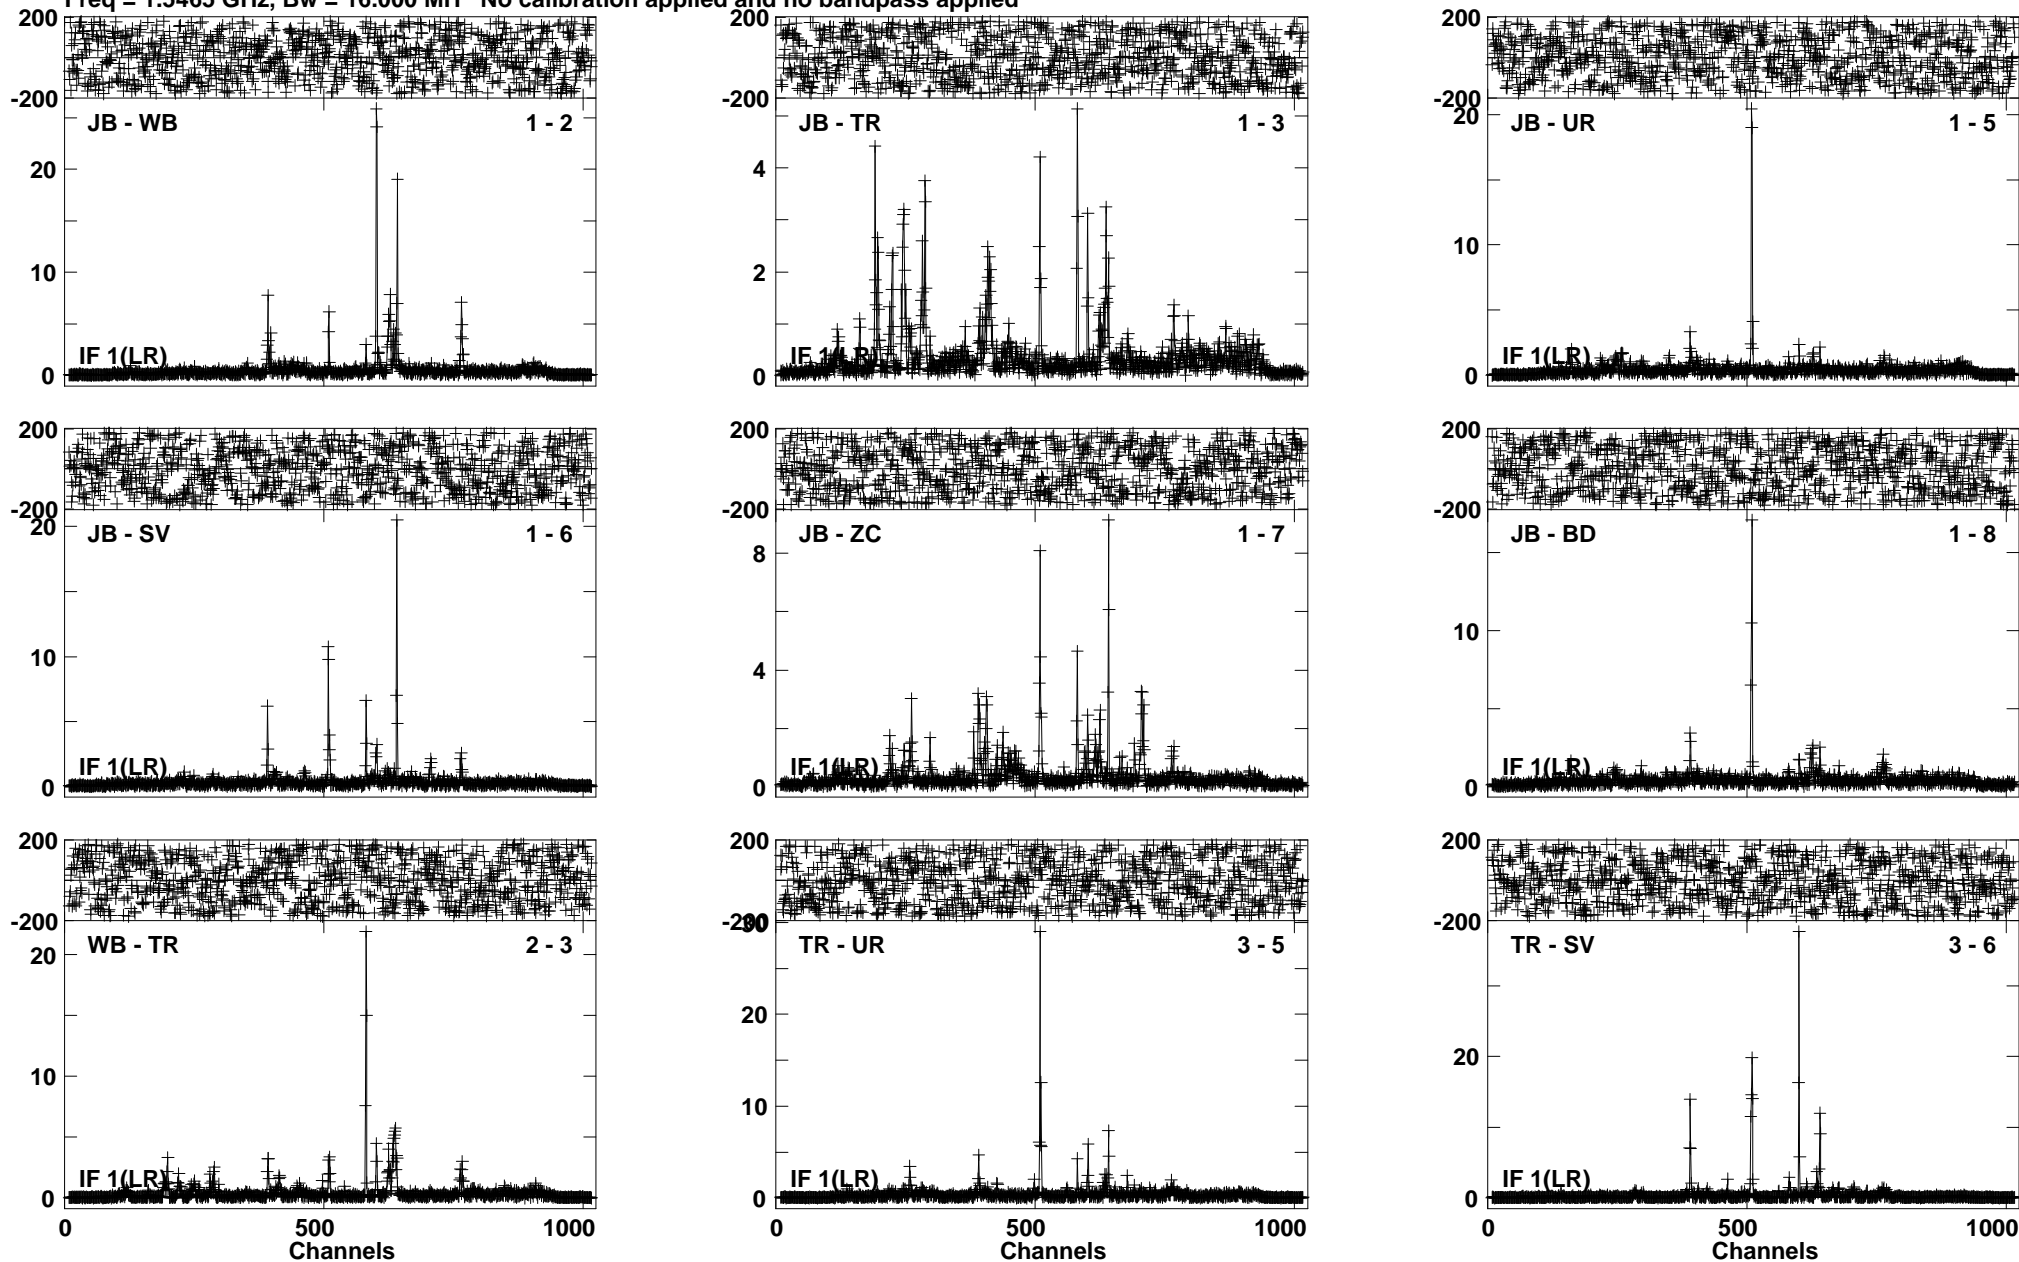 Freq = 1.5465 GHz, Bw = 16.000 MH No calibration applied and no bandpass applied
200 200 200
-200 -200 -200
JB - WB 1 - 2 JB - TR 1 - 3 JB - UR 1 - 5
20 4 20
10 2 10
IF 1(LR) IF 1(LR) IF 1(LR)
0 0 0
200 200 200
-200 -200 -200
JB - SV 1 - 6 JB - ZC 1 - 7 JB - BD 1 - 8
20 8
10 4 10
IF 1(LR) IF 1(LR) IF 1(LR)
0 0 0
200 200 200
-200 -200 30 -200
WB - TR 2 - 3 TR - UR 3 - 5 TR - SV 3 - 6
20 20 20
10 10
IF 1(LR) IF 1(LR) IF 1(LR)
0 0 0
0 500 1000 0 500 1000 0 500 1000
Channels Channels Channels